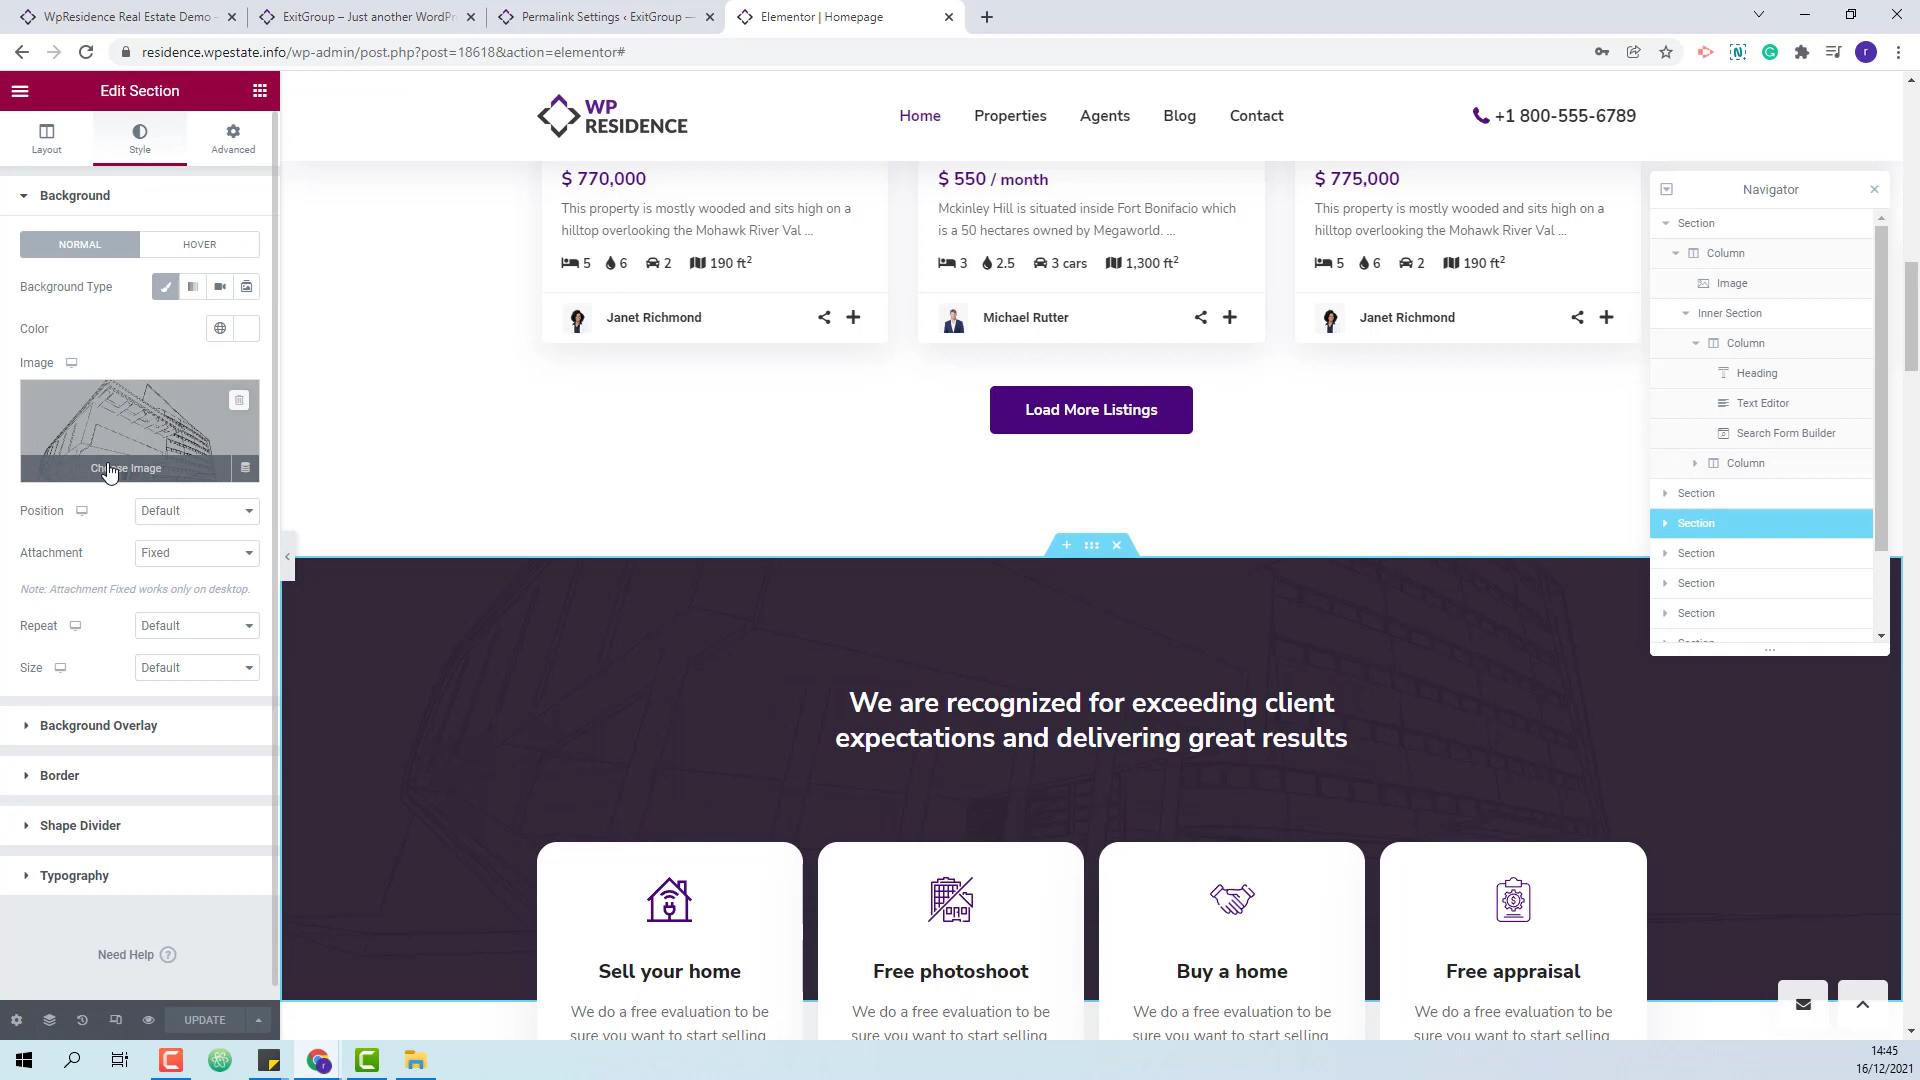 WpResidence Real Estate Demo -
ExitGroup – Just another WordPr
Permalink Settings ‹ ExitGroup —
Elementor | Homepage
residence.wpestate.info/wp-admin/post.php?post=18618&action=elementor#
r
Edit Section
Layout
Style
Advanced
Background
NORMAL
HOVER
Background Type
Color
Image
Choose Image
Position
Default
Attachment
Fixed
Note: Attachment Fixed works only on desktop.
Repeat
Default
Size
Default
Background Overlay
Border
Shape Divider
Typography
Need Help
UPDATE
WP
RESIDENCE
Home
Properties
Agents
Blog
Contact
+1 800-555-6789
$ 770,000
This property is mostly wooded and sits high on a
hilltop overlooking the Mohawk River Val ...
5 6 2 190 ft²
Janet Richmond
$ 550 / month
Mckinley Hill is situated inside Fort Bonifacio which
is a 50 hectares owned by Megaworld. ...
3 2.5 3 cars 1,300 ft²
Michael Rutter
$ 775,000
This property is mostly wooded and sits high on a
hilltop overlooking the Mohawk River Val ...
5 6 2 190 ft²
Janet Richmond
Load More Listings
Navigator
Section
Column
Image
Inner Section
Column
Heading
Text Editor
Search Form Builder
Column
Section
Section
Section
Section
Section
We are recognized for exceeding client
expectations and delivering great results
Sell your home
We do a free evaluation to be
sure you want to start selling
Free photoshoot
We do a free evaluation to be
sure you want to start selling
Buy a home
We do a free evaluation to be
sure you want to start selling
Free appraisal
We do a free evaluation to be
sure you want to start selling
14:45
16/12/2021